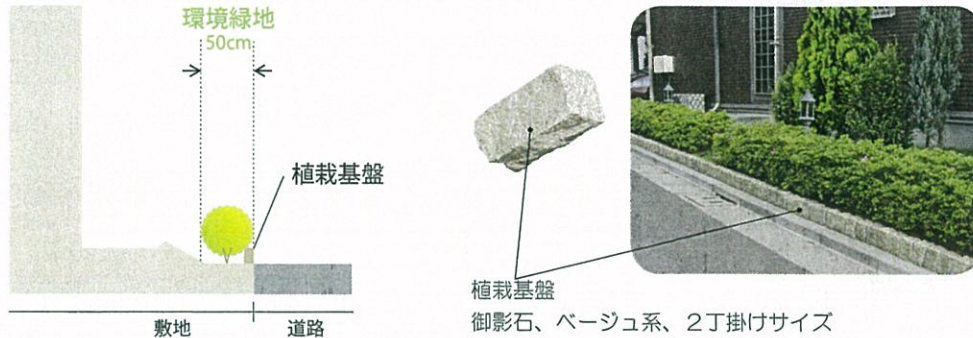 環境緑地
50cm
植栽基盤
敷地
道路
植栽基盤
御影石、ベージュ系、2丁掛けサイズ